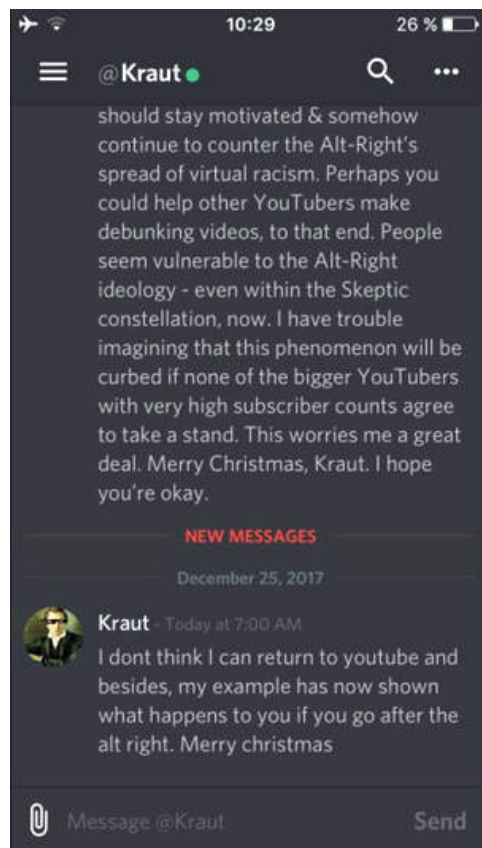 10:29
26 %
@Kraut
should stay motivated & somehow
continue to counter the Alt-Right's
spread of virtual racism. Perhaps you
could help other YouTubers make
debunking videos, to that end. People
seem vulnerable to the Alt-Right
ideology - even within the Skeptic
constellation, now. I have trouble
imagining that this phenomenon will be
curbed if none of the bigger YouTubers
with very high subscriber counts agree
to take a stand. This worries me a great
deal. Merry Christmas, Kraut. I hope
you're okay.
NEW MESSAGES
December 25, 2017
Kraut - Today at 7:00 AM
I dont think I can return to youtube and
besides, my example has now shown
what happens to you if you go after the
alt right. Merry christmas
Message @Kraut
Send